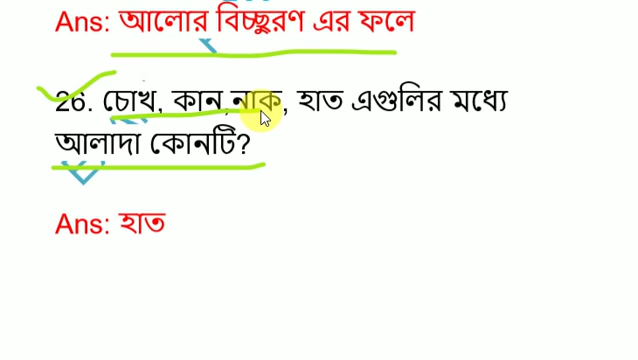 Ans: আলোর বিচ্ছুরণ এর ফলে
26. চোখ, কান,নাক, হাত এগুলির মধ্যে
আলাদা কোনটি?
Ans: হাত